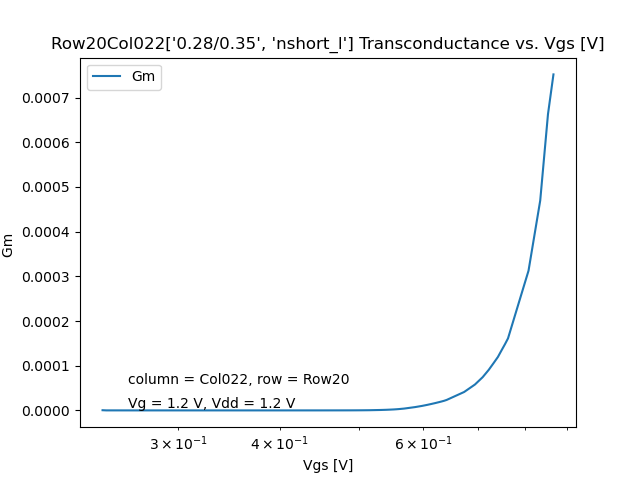 Row20Col022['0.28/0.35', 'nshort_l'] Transconductance vs. Vgs [V]
Gm
0.0007
0.0006
0.0005
0.0004
0.0003
0.0002
0.0001
0.0000
Gm
column = Col022, row = Row20
Vg = 1.2 V, Vdd = 1.2 V
3 × 10⁻¹ 4 × 10⁻¹ 6 × 10⁻¹
Vgs [V]